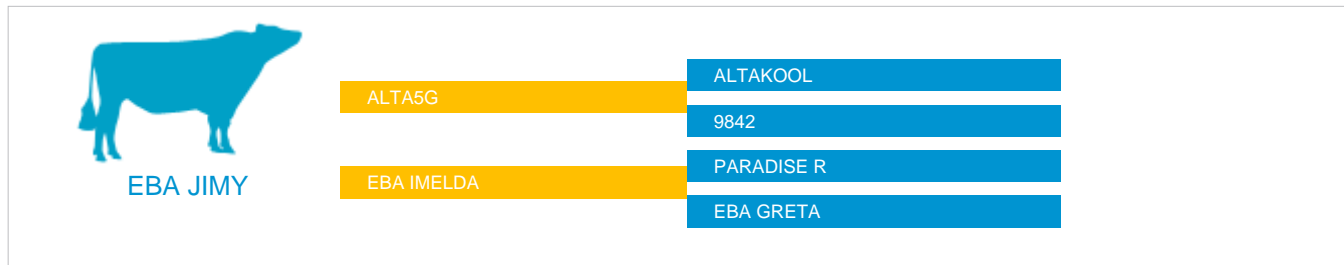 ALTAKOOL
ALTA5G
9842
PARADISE R
EBA JIMY
EBA IMELDA
EBA GRETA